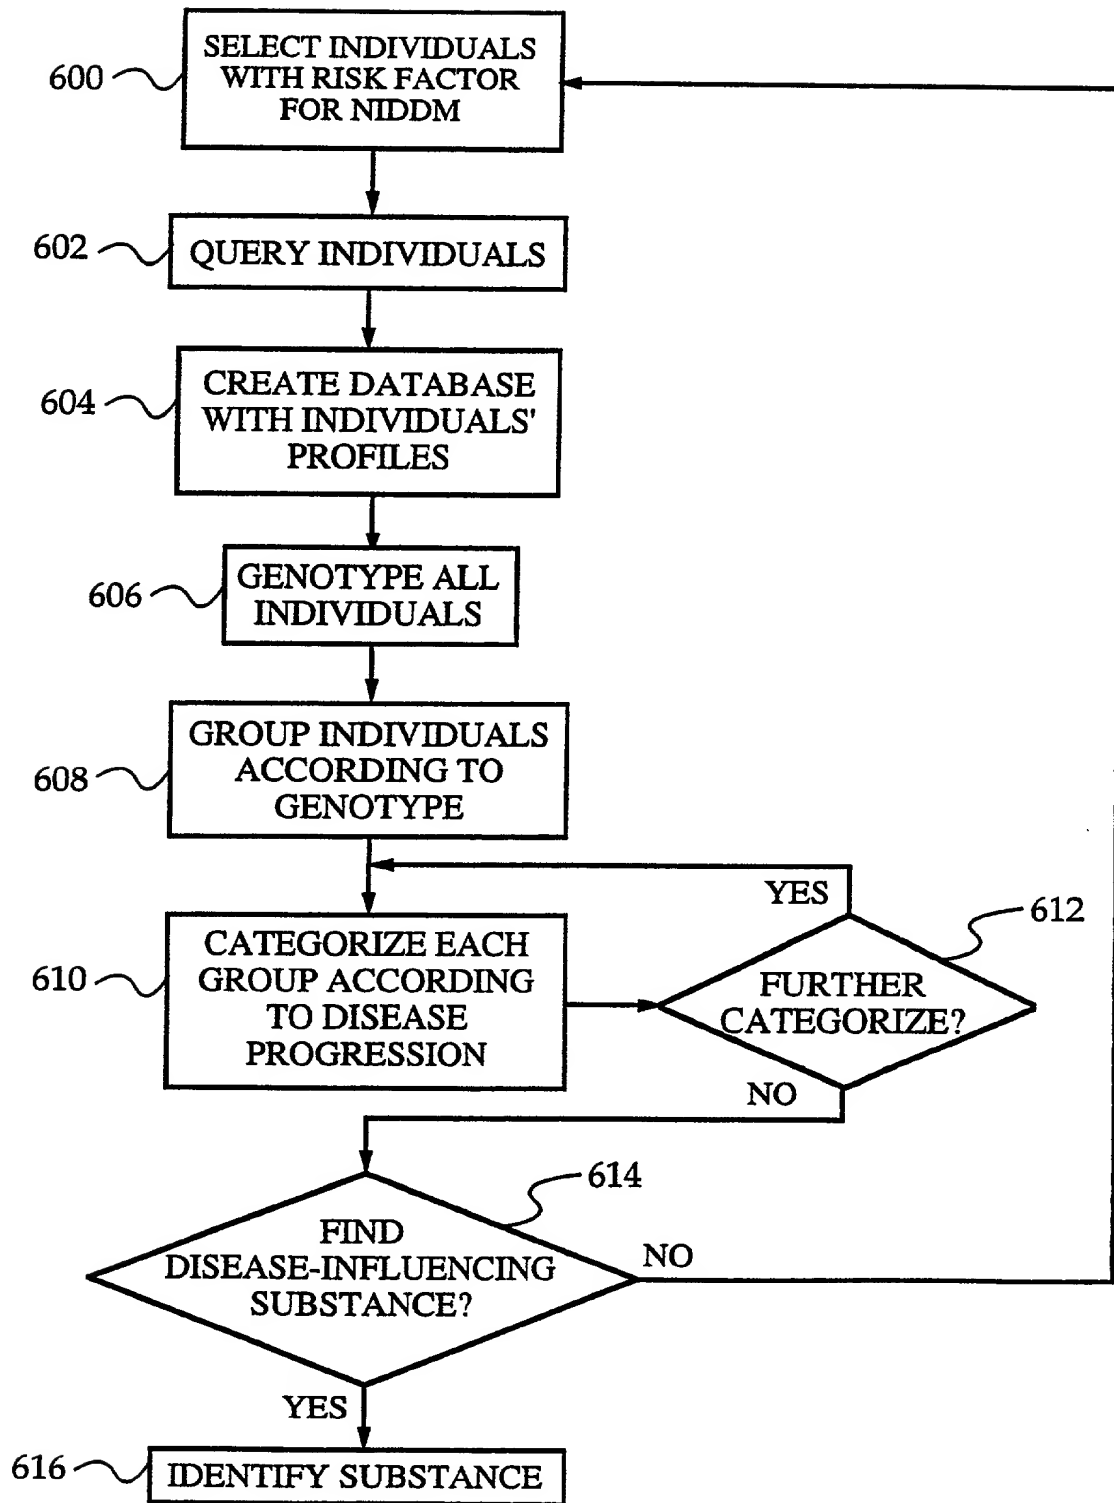 600
SELECT INDIVIDUALS
WITH RISK FACTOR
FOR NIDDM
602
QUERY INDIVIDUALS
604
CREATE DATABASE
WITH INDIVIDUALS'
PROFILES
606
GENOTYPE ALL
INDIVIDUALS
608
GROUP INDIVIDUALS
ACCORDING TO
GENOTYPE
YES
612
610
CATEGORIZE EACH
GROUP ACCORDING
TO DISEASE
PROGRESSION
FURTHER
CATEGORIZE?
NO
614
FIND
DISEASE-INFLUENCING
SUBSTANCE?
NO
YES
616
IDENTIFY SUBSTANCE